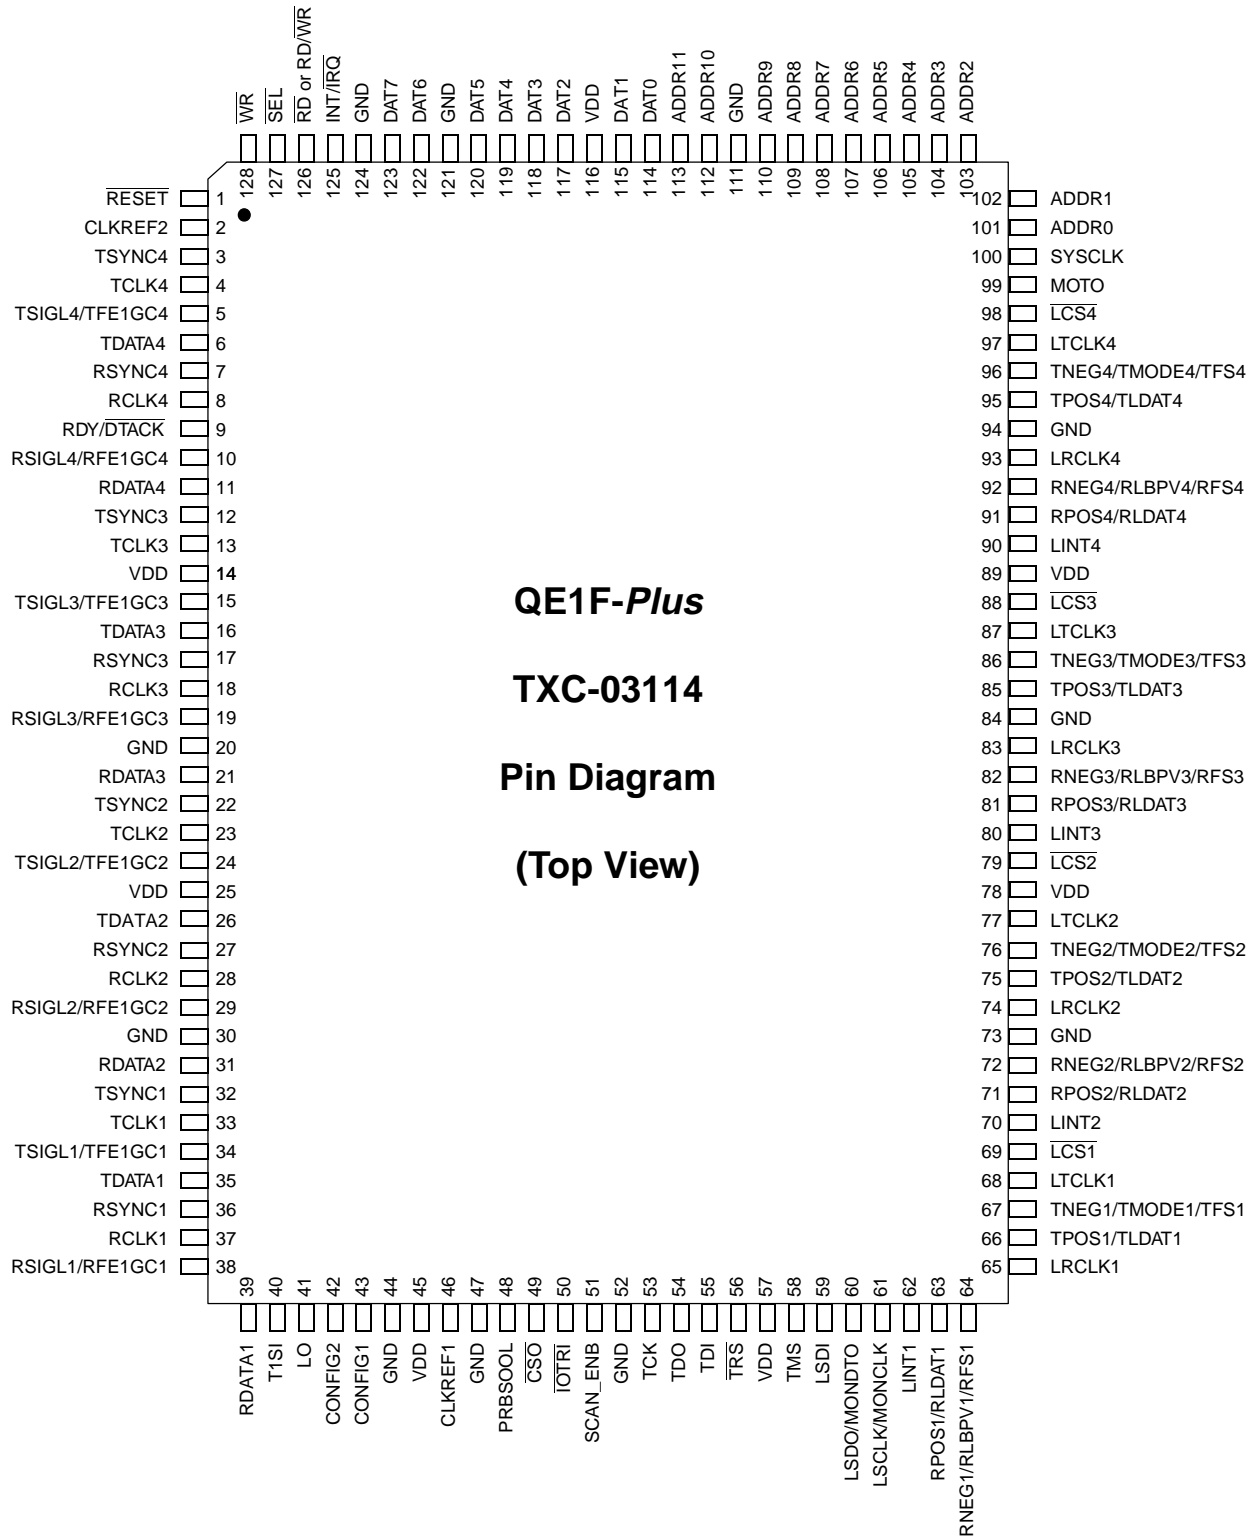 WR
SEL
RD or RD/WR
INT/IRQ
GND
DAT7
DAT6
GND
DAT5
DAT4
DAT3
DAT2
VDD
DAT1
DAT0
ADDR11
ADDR10
GND
ADDR9
ADDR8
ADDR7
ADDR6
ADDR5
ADDR4
ADDR3
ADDR2
128
127
126
125
124
123
122
121
120
119
118
117
116
115
114
113
112
111
110
109
108
107
106
105
104
103
RESET 1
CLKREF2 2
TSYNC4 3
TCLK4 4
TSIGL4/TFE1GC4 5
TDATA4 6
RSYNC4 7
RCLK4 8
RDY/DTACK 9
RSIGL4/RFE1GC4 10
RDATA4 11
TSYNC3 12
TCLK3 13
VDD 14
TSIGL3/TFE1GC3 15
TDATA3 16
RSYNC3 17
RCLK3 18
RSIGL3/RFE1GC3 19
GND 20
RDATA3 21
TSYNC2 22
TCLK2 23
TSIGL2/TFE1GC2 24
VDD 25
TDATA2 26
RSYNC2 27
RCLK2 28
RSIGL2/RFE1GC2 29
GND 30
RDATA2 31
TSYNC1 32
TCLK1 33
TSIGL1/TFE1GC1 34
TDATA1 35
RSYNC1 36
RCLK1 37
RSIGL1/RFE1GC1 38
QE1F-Plus
TXC-03114
Pin Diagram
(Top View)
102 ADDR1
101 ADDR0
100 SYSCLK
99 MOTO
98 LCS4
97 LTCLK4
96 TNEG4/TMODE4/TFS4
95 TPOS4/TLDAT4
94 GND
93 LRCLK4
92 RNEG4/RLBPV4/RFS4
91 RPOS4/RLDAT4
90 LINT4
89 VDD
88 LCS3
87 LTCLK3
86 TNEG3/TMODE3/TFS3
85 TPOS3/TLDAT3
84 GND
83 LRCLK3
82 RNEG3/RLBPV3/RFS3
81 RPOS3/RLDAT3
80 LINT3
79 LCS2
78 VDD
77 LTCLK2
76 TNEG2/TMODE2/TFS2
75 TPOS2/TLDAT2
74 LRCLK2
73 GND
72 RNEG2/RLBPV2/RFS2
71 RPOS2/RLDAT2
70 LINT2
69 LCS1
68 LTCLK1
67 TNEG1/TMODE1/TFS1
66 TPOS1/TLDAT1
65 LRCLK1
39
40
41
42
43
44
45
46
47
48
49
50
51
52
53
54
55
56
57
58
59
60
61
62
63
64
RDATA1
T1SI
LO
CONFIG2
CONFIG1
GND
VDD
CLKREF1
GND
PRBSOOL
CSO
IOTRI
SCAN_ENB
GND
TCK
TDO
TDI
TRS
VDD
TMS
LSDI
LSDO/MONDTO
LSCLK/MONCLK
LINT1
RPOS1/RLDAT1
RNEG1/RLBPV1/RFS1